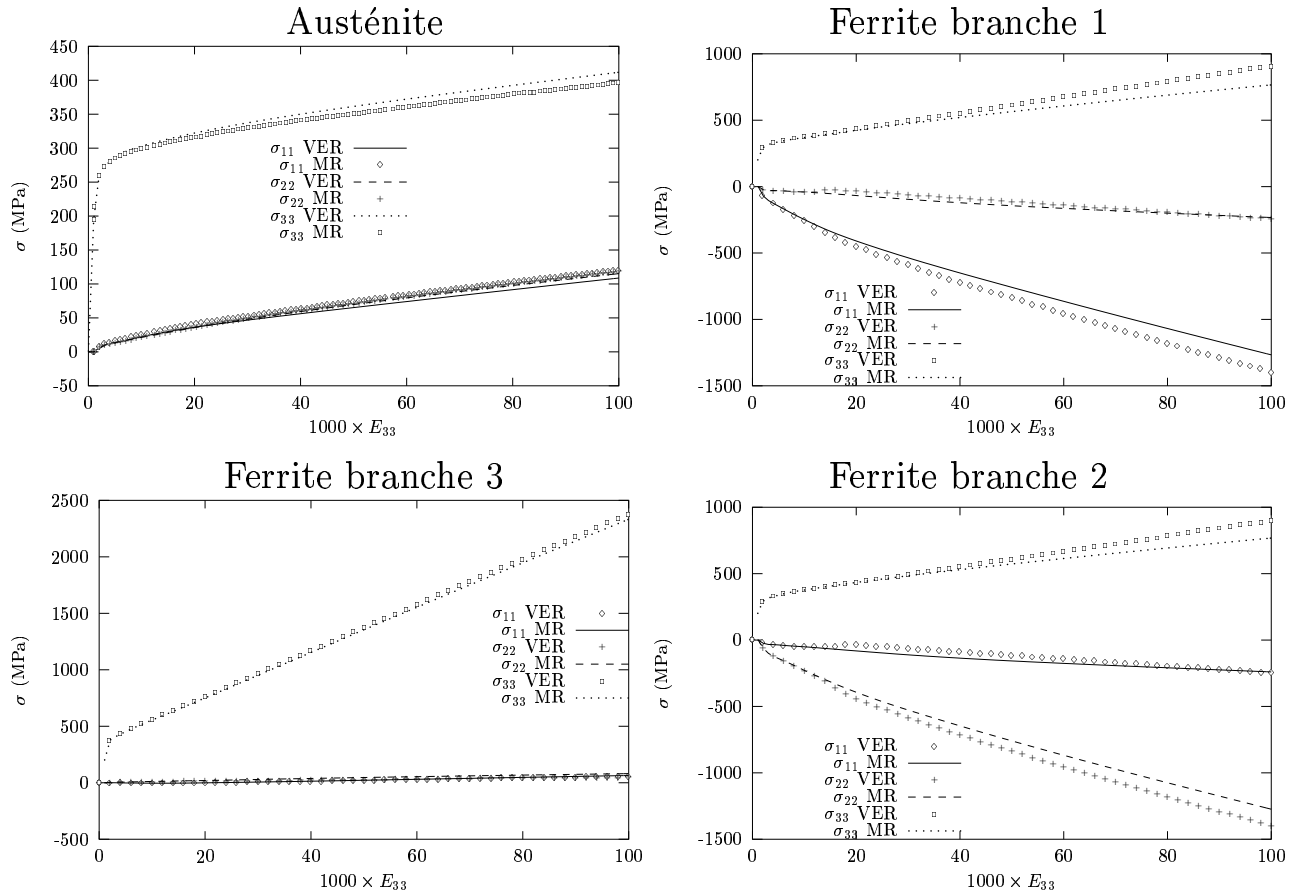 Austénite
450
400
350
300
250
200
150
100
50
0
-50
σ (MPa)
σ11 VER
σ11 MR
σ22 VER
σ22 MR
σ33 VER
σ33 MR
0 20 40 60 80 100
1000 × E33
Ferrite branche 1
1000
500
0
-500
-1000
-1500
σ (MPa)
σ11 VER
σ11 MR
σ22 VER
σ22 MR
σ33 VER
σ33 MR
0 20 40 60 80 100
1000 × E33
Ferrite branche 3
2500
2000
1500
1000
500
0
-500
σ (MPa)
σ11 VER
σ11 MR
σ22 VER
σ22 MR
σ33 VER
σ33 MR
0 20 40 60 80 100
1000 × E33
Ferrite branche 2
1000
500
0
-500
-1000
-1500
σ (MPa)
σ11 VER
σ11 MR
σ22 VER
σ22 MR
σ33 VER
σ33 MR
0 20 40 60 80 100
1000 × E33